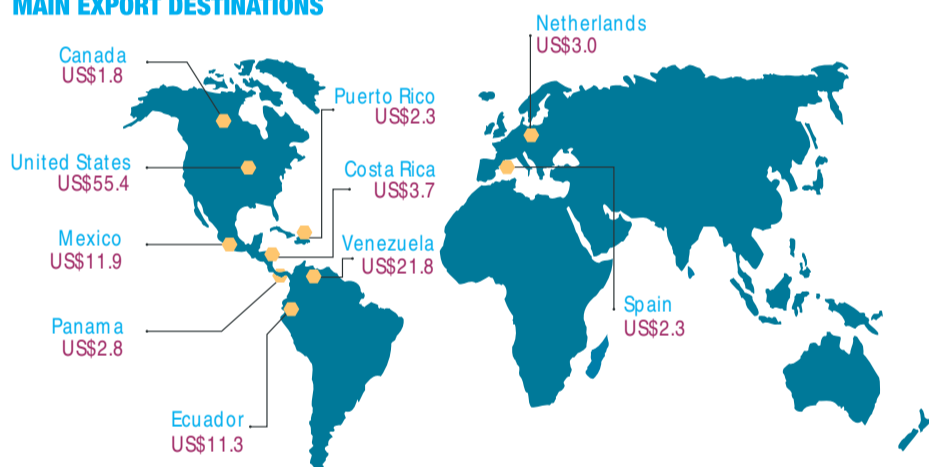 MAIN EXPORT DESTINATIONS
Netherlands
US$3.0
Canada
US$1.8
Puerto Rico
US$2.3
United States
US$55.4
Costa Rica
US$3.7
Mexico
US$11.9
Venezuela
US$21.8
Spain
US$2.3
Panama
US$2.8
Ecuador
US$11.3